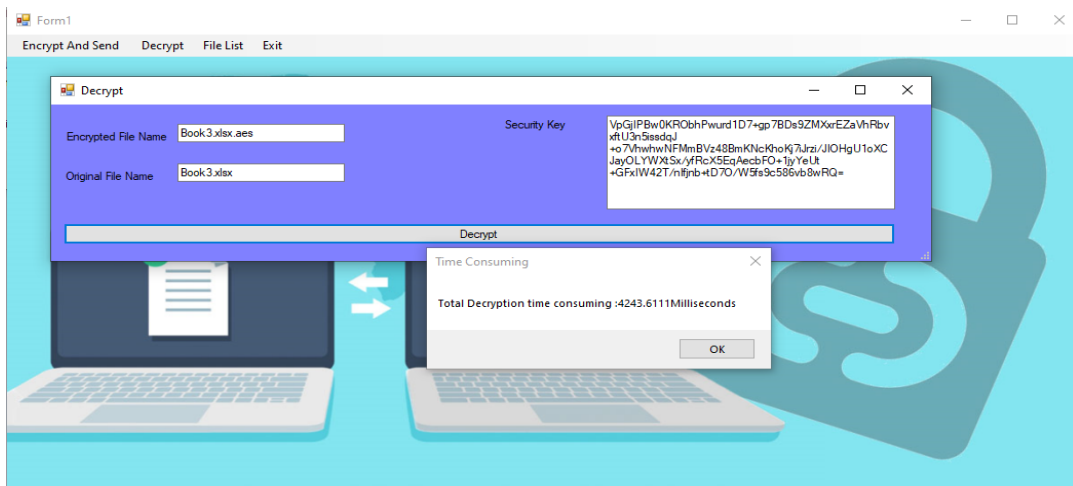 Form1
Encrypt And Send Decrypt File List Exit
Decrypt
Encrypted File Name Book3.xlsx.aes
Original File Name Book3.xlsx
Security Key
VpGjIPBw0KRObhPwurd1D7+gp7BDs9ZMXxrEZaVhRbv
xftU3n5issdqJ
+o7VhwhwNFMmBVz48BmKNcKhoKj7iJrzi/JIOHgU1oXC
JayOLYWXtSx/yfRcX5EqAecbFO+1jyYeUt
+GFxIW42T/nIfjnb+tD7O/W5fs9c586vb8wRQ=
Decrypt
Time Consuming
Total Decryption time consuming :4243.6111Milliseconds
OK